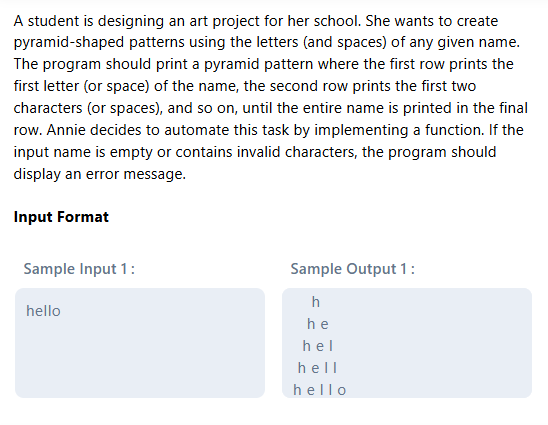 A student is designing an art project for her school. She wants to create
pyramid-shaped patterns using the letters (and spaces) of any given name.
The program should print a pyramid pattern where the first row prints the
first letter (or space) of the name, the second row prints the first two
characters (or spaces), and so on, until the entire name is printed in the final
row. Annie decides to automate this task by implementing a function. If the
input name is empty or contains invalid characters, the program should
display an error message.
Input Format
Sample Input 1:
hello
Sample Output 1:
h
h e
h e l
h e l l
h e l l o